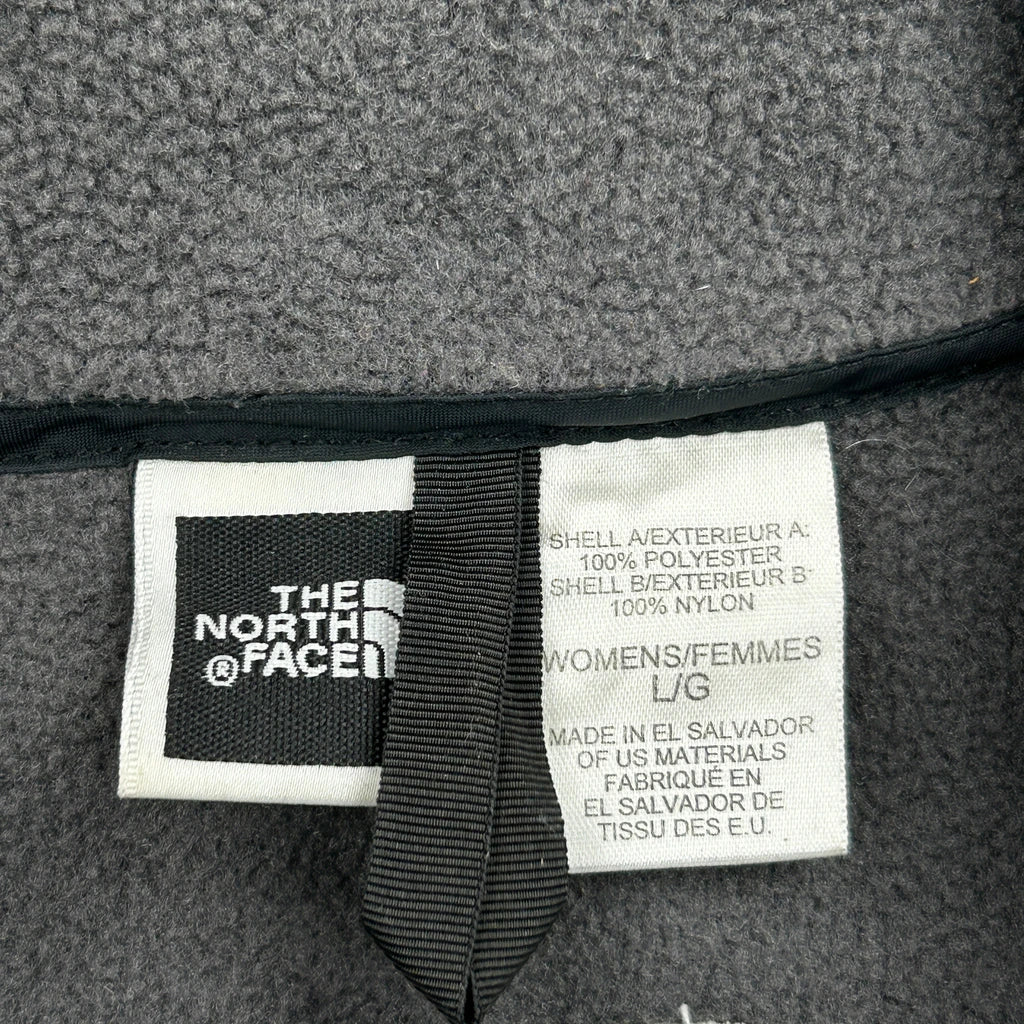 THE
NORTH
® FACE
SHELL A/EXTERIEUR A:
100% POLYESTER
SHELL B/EXTERIEUR B:
100% NYLON
WOMENS/FEMMES
L/G
MADE IN EL SALVADOR
OF US MATERIALS
FABRIQUÉ EN
EL SALVADOR DE
TISSU DES E.U.